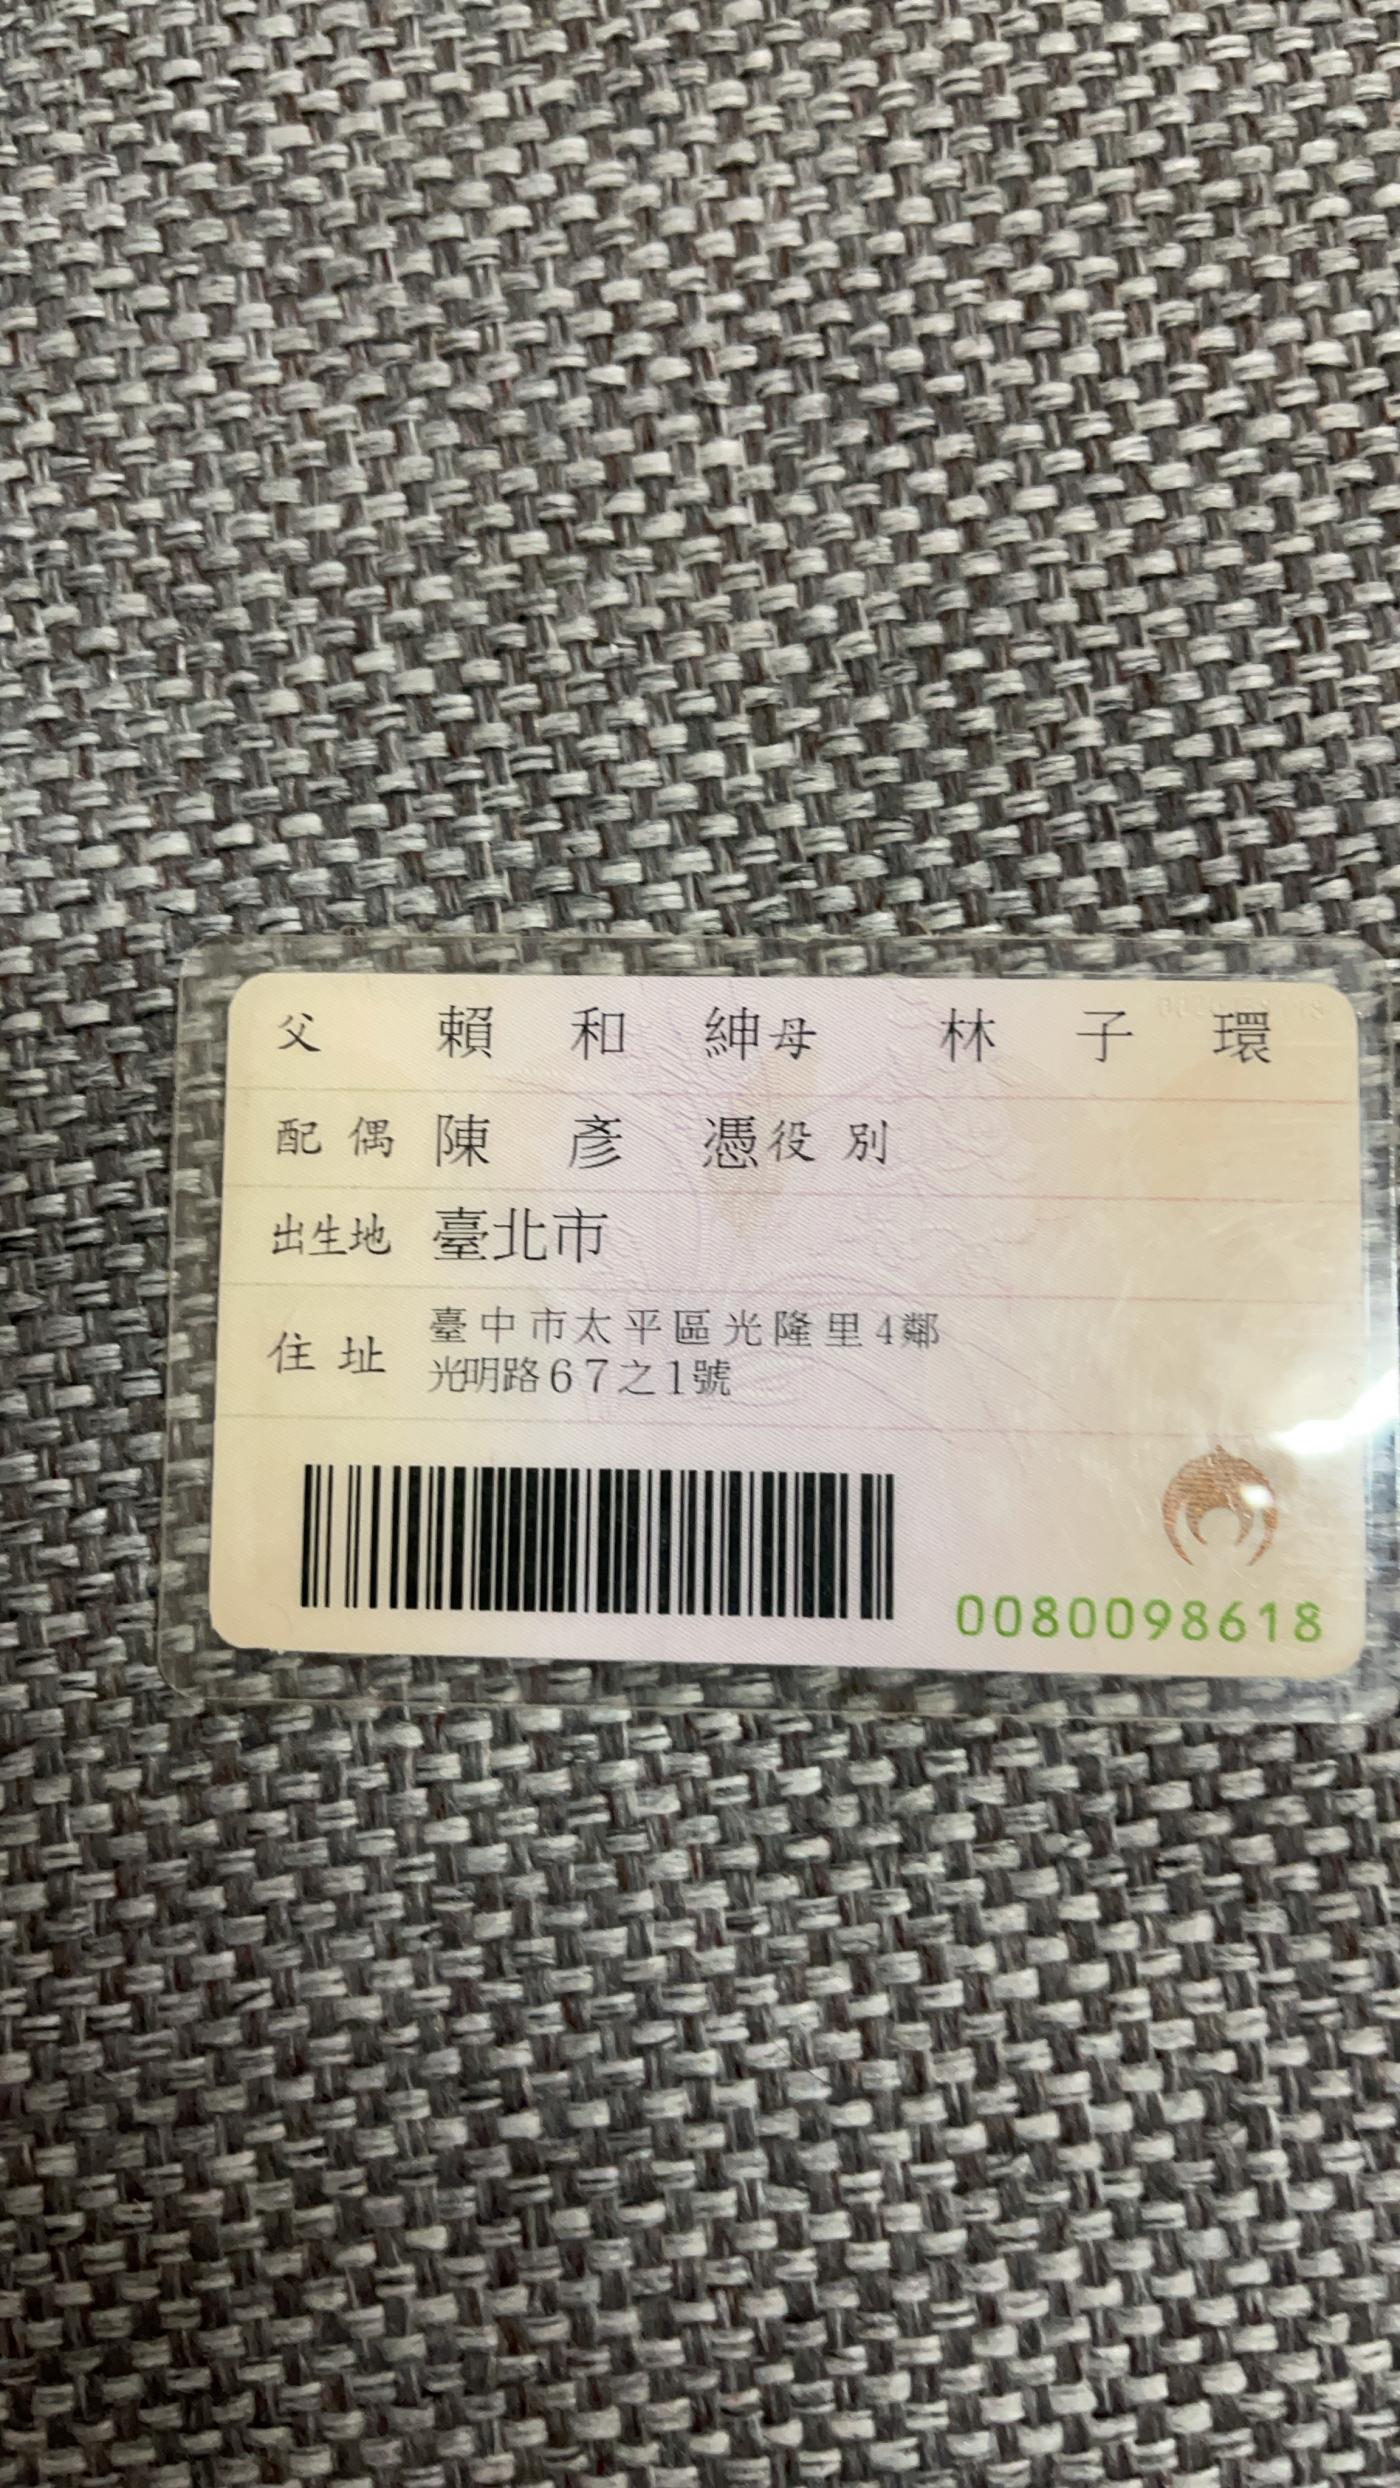 父 賴和紳 母 林子環
配偶 陳彥憑 役別
出生地 臺北市
住址 臺中市太平區光隆里4鄰
光明路67之1號
0080098618